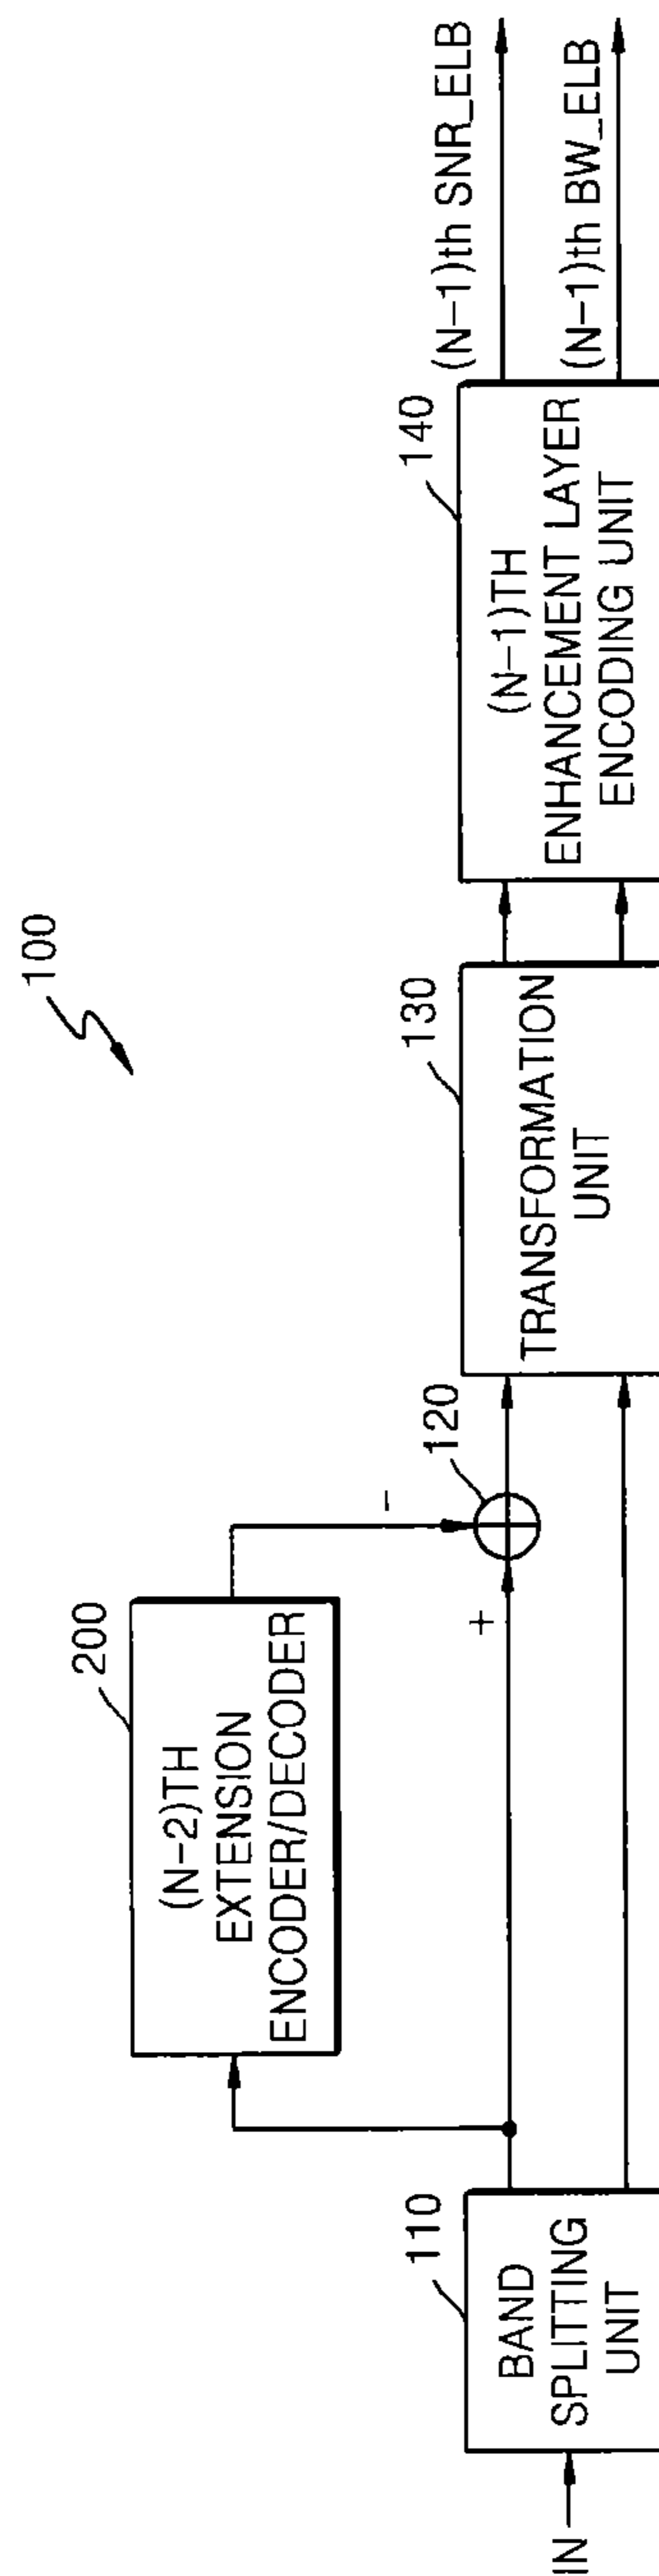 100
200
(N-2)TH
EXTENSION
ENCODER/DECODER
110
BAND
SPLITTING
UNIT
IN
-
+
120
130
TRANSFORMATION
UNIT
140
(N-1)TH
ENHANCEMENT LAYER
ENCODING UNIT
(N-1)th SNR_ELB
(N-1)th BW_ELB